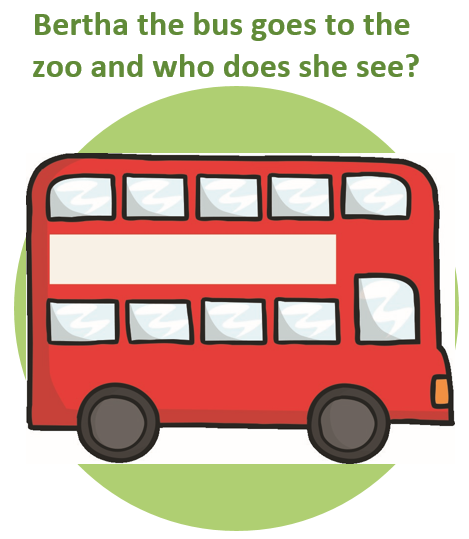 Bertha the bus goes to the
zoo and who does she see?